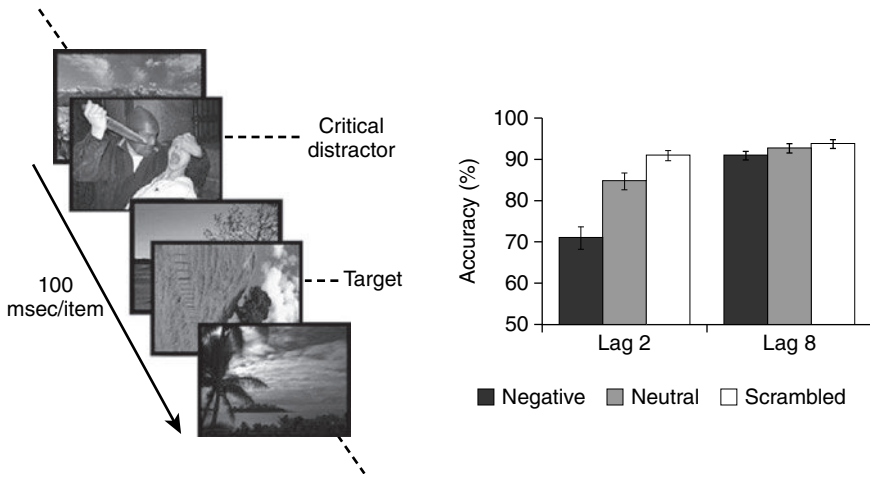 Critical
distractor
Target
100
msec/item
Accuracy (%)
100
90
80
70
60
50
Lag 2
Lag 8
Negative
Neutral
Scrambled